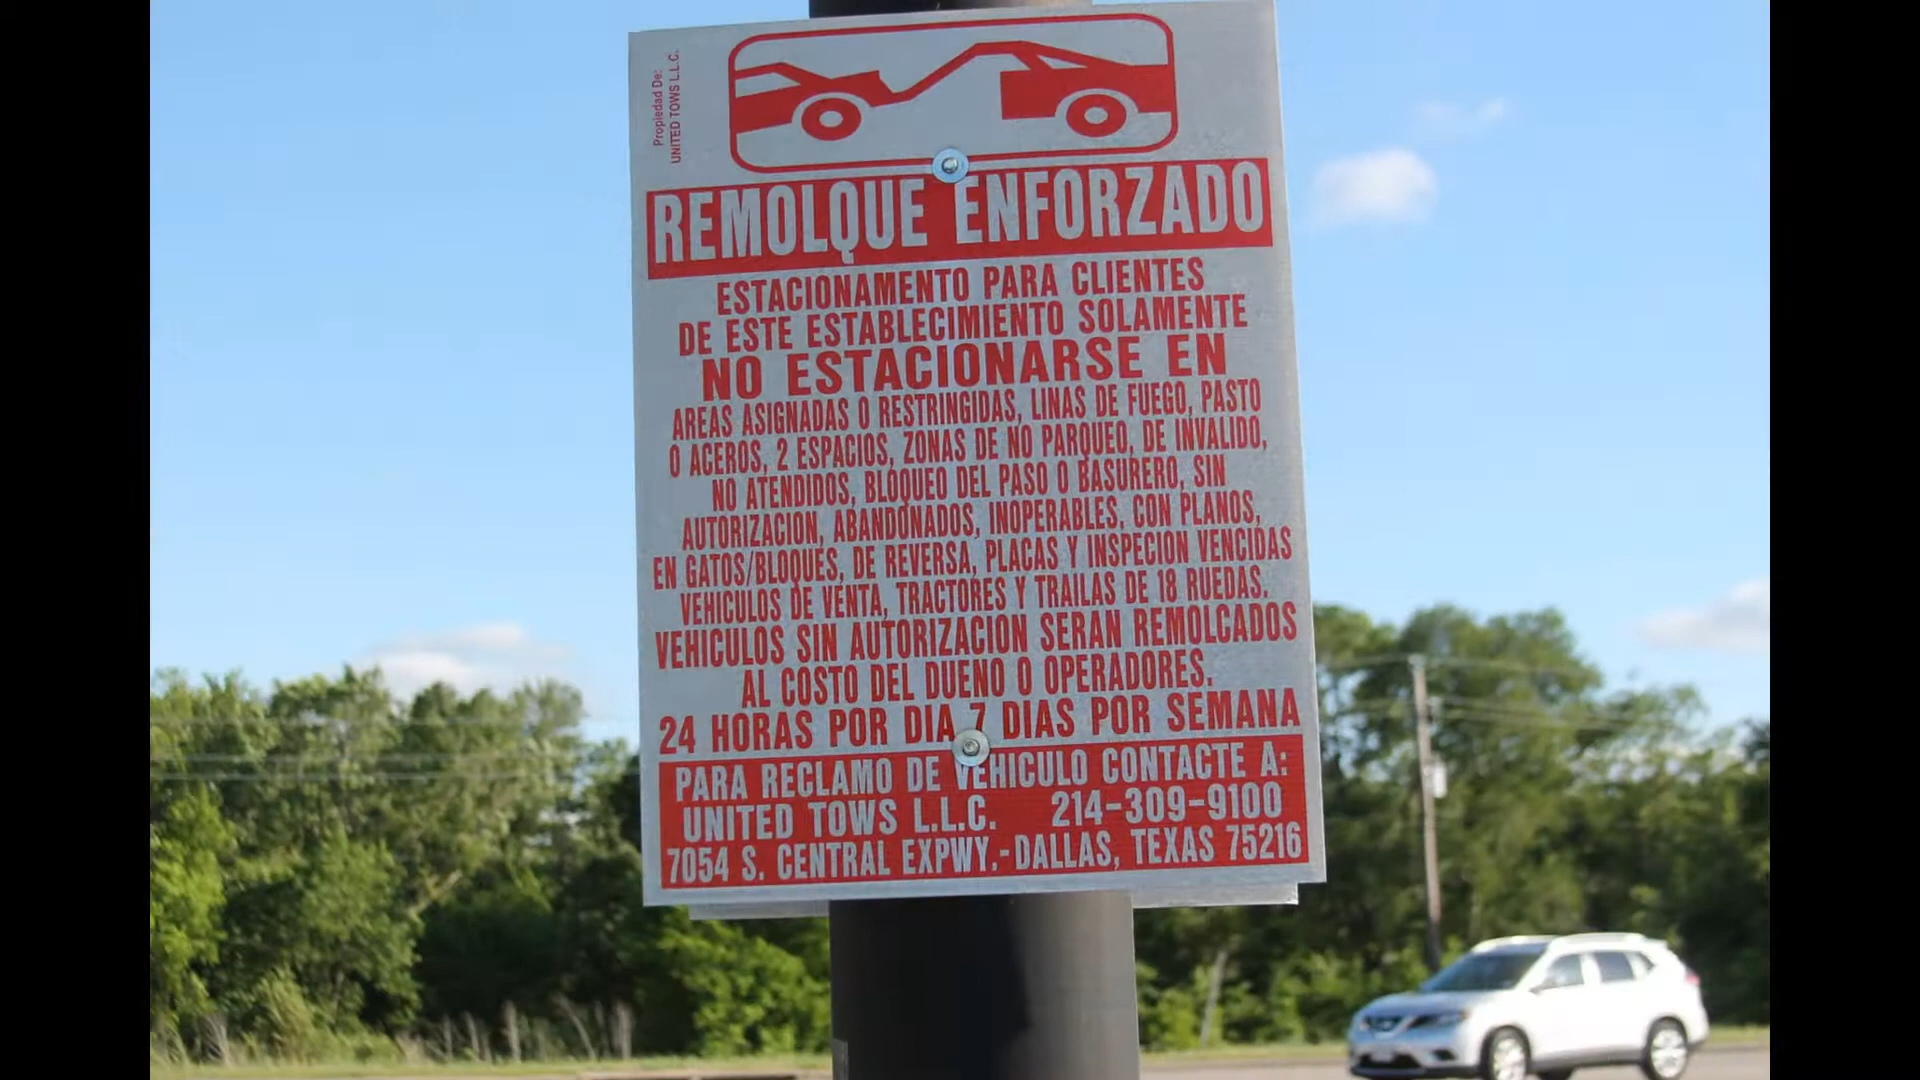 Propiedad De:
UNITED TOWS L.L.C.
REMOLQUE ENFORZADO
ESTACIONAMENTO PARA CLIENTES
DE ESTE ESTABLECIMIENTO SOLAMENTE
NO ESTACIONARSE EN
AREAS ASIGNADAS O RESTRINGIDAS, LINAS DE FUEGO, PASTO
O ACEROS, 2 ESPACIOS, ZONAS DE NO PARQUEO, DE INVALIDO,
NO ATENDIDOS, BLOQUEO DEL PASO O BASURERO, SIN
AUTORIZACION, ABANDONADOS, INOPERABLES, CON PLANOS,
EN GATOS/BLOQUES, DE REVERSA, PLACAS Y INSPECION VENCIDAS
VEHICULOS DE VENTA, TRACTORES Y TRAILAS DE 18 RUEDAS.
VEHICULOS SIN AUTORIZACION SERAN REMOLCADOS
AL COSTO DEL DUENO O OPERADORES.
24 HORAS POR DIA 7 DIAS POR SEMANA
PARA RECLAMO DE VEHICULO CONTACTE A:
UNITED TOWS L.L.C. 214-309-9100
7054 S. CENTRAL EXPWY.-DALLAS, TEXAS 75216